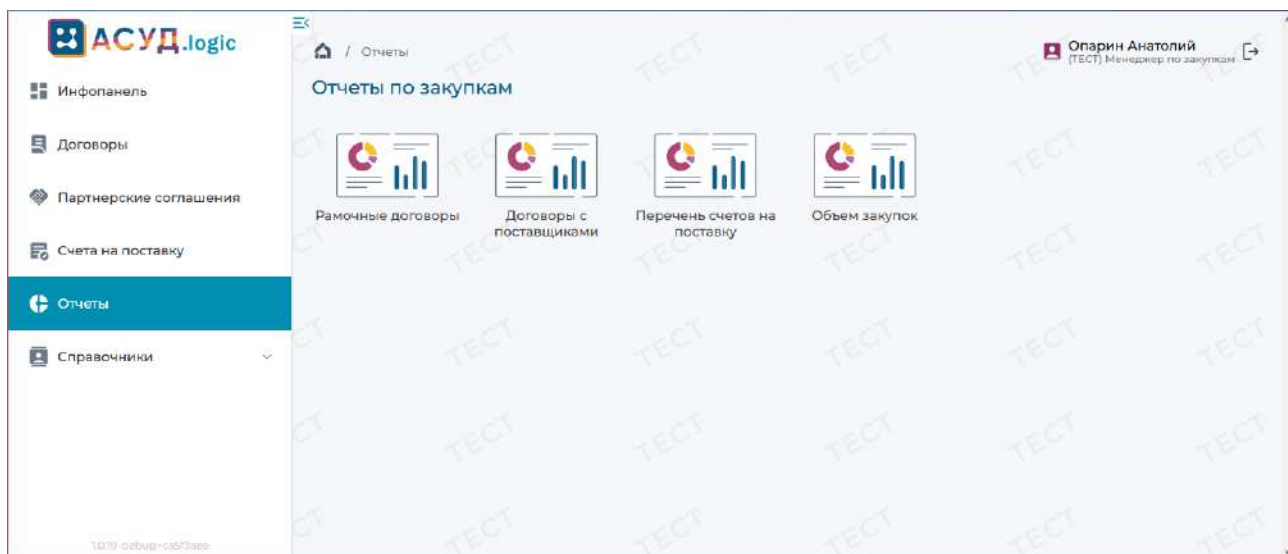 АСУД.logic
Инфопанель
Договоры
Партнерские соглашения
Счета на поставку
Отчеты
Справочники
/ Отчеты
Опарин Анатолий
(ТЕСТ) Менеджер по закупкам
Отчеты по закупкам
Рамочные договоры
Договоры с
поставщиками
Перечень счетов на
поставку
Объем закупок
ТЕСТ